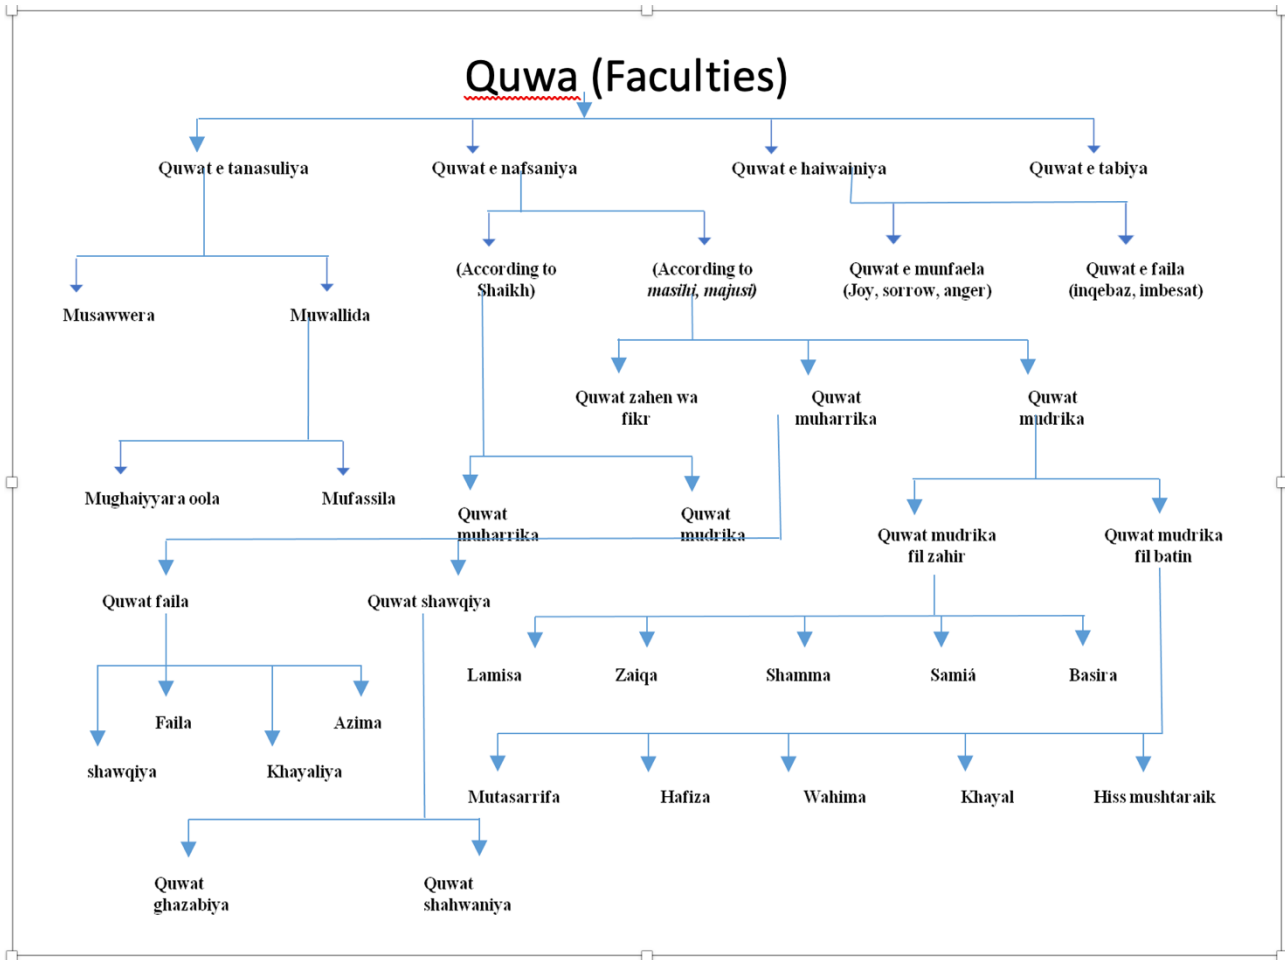 Quwa (Faculties)
Quwat e tanasuliya
Quwat e nafsaniya
Quwat e haiwainiya
Quwat e tabiya
(According to
Shaikh)
(According to
masihi, majusi)
Quwat e munfaela
(Joy, sorrow, anger)
Quwat e faila
(inqebaz, imbesat)
Musawwera
Muwallida
Quwat zahen wa
fikr
Quwat
muharrika
Quwat
mudrika
Mughaiyyara oola
Mufassila
Quwat
muharrika
Quwat
mudrika
Quwat mudrika
fil zahir
Quwat mudrika
fil batin
Quwat faila
Quwat shawqiya
Lamisa
Zaiqa
Shamma
Samiá
Basira
Faila
Azima
shawqiya
Khayaliya
Mutasarrifa
Hafiza
Wahima
Khayal
Hiss mushtaraik
Quwat
ghazabiya
Quwat
shahwaniya